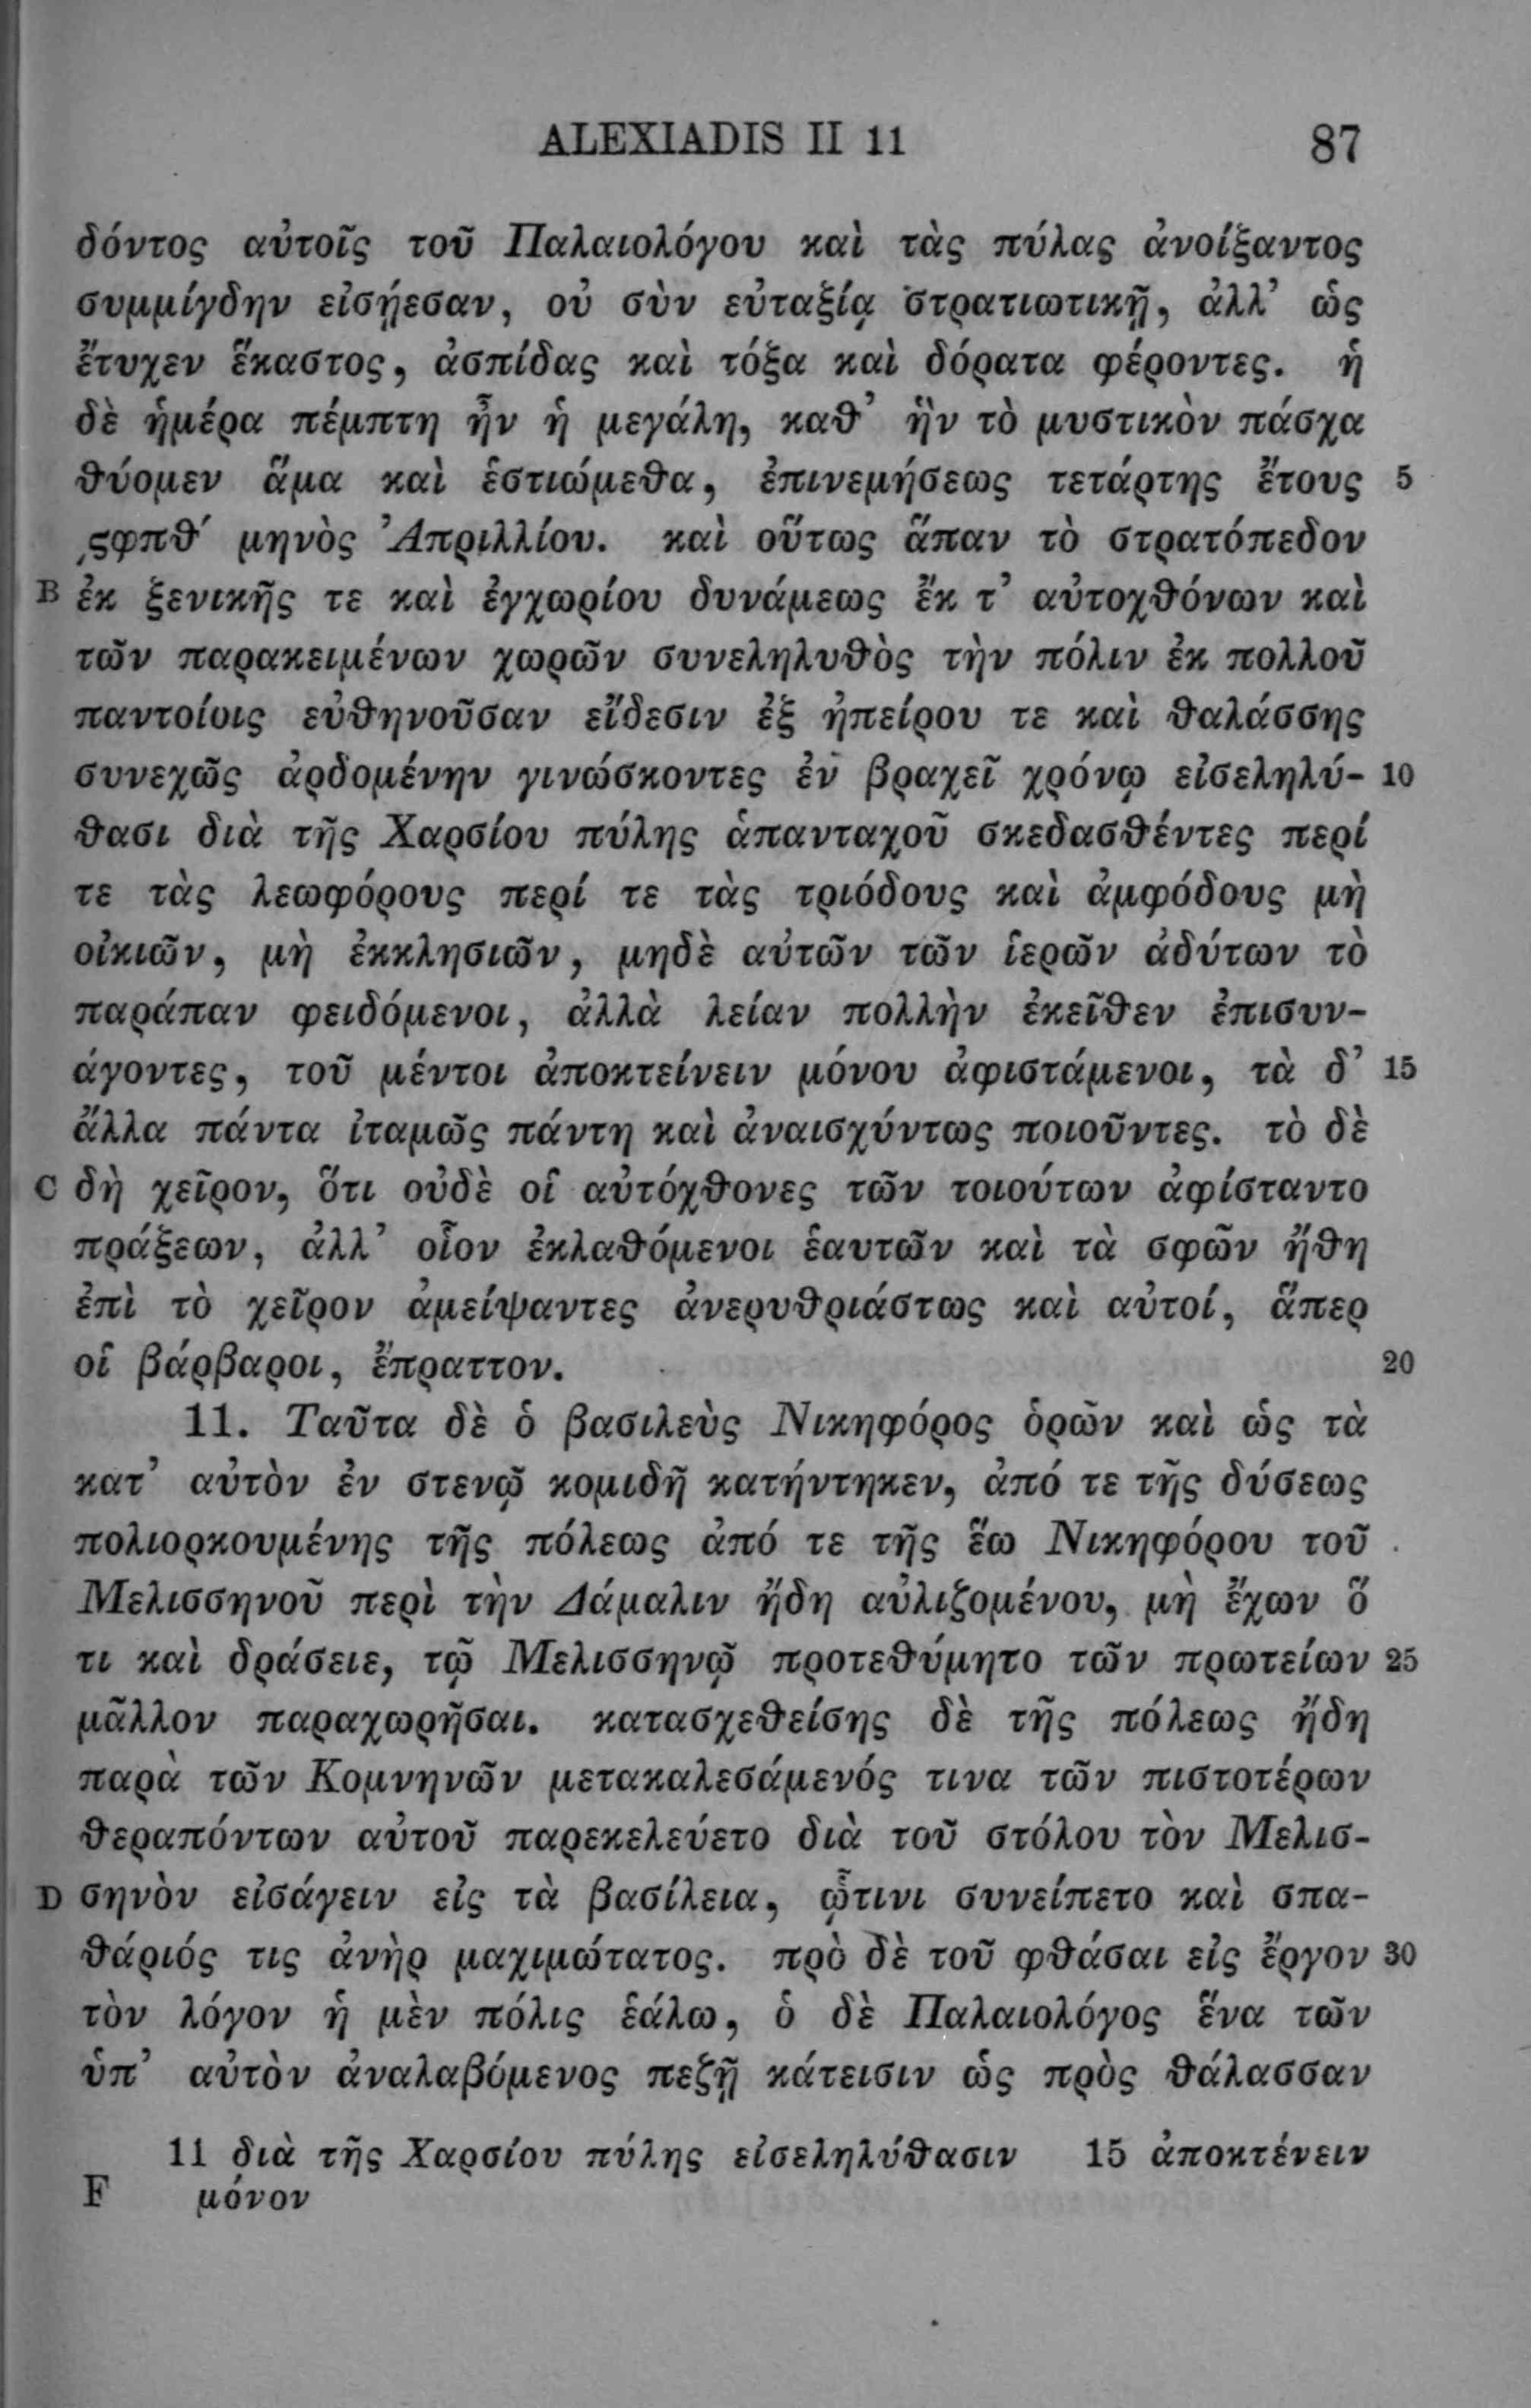 ALEXIADIS II 11 87
δόντος αὐτοῖς τοῦ Παλαιολόγου καὶ τὰς πύλας ἀνοίξαντος
συμμίγδην εἰσῄεσαν, οὐ σὺν εὐταξίᾳ στρατιωτικῇ, ἀλλ’ ὡς
ἔτυχεν ἕκαστος, ἀσπίδας καὶ τόξα καὶ δόρατα φέροντες. ἡ
δὲ ἡμέρα πέμπτη ἦν ἡ μεγάλη, καθ’ ἣν τὸ μυστικὸν πάσχα
θύομεν ἅμα καὶ ἑστιώμεθα, ἐπινεμήσεως τετάρτης ἔτους 5
͵ϛφπθ′ μηνὸς Ἀπριλλίου. καὶ οὕτως ἅπαν τὸ στρατόπεδον
B ἐκ ξενικῆς τε καὶ ἐγχωρίου δυνάμεως ἔκ τ’ αὐτοχθόνων καὶ
τῶν παρακειμένων χωρῶν συνεληλυθὸς τὴν πόλιν ἐκ πολλοῦ
παντοίοις εὐθηνοῦσαν εἴδεσιν ἐξ ἠπείρου τε καὶ θαλάσσης
συνεχῶς ἀρδομένην γινώσκοντες ἐν βραχεῖ χρόνῳ εἰσεληλύ- 10
θασι διὰ τῆς Χαρσίου πύλης ἁπανταχοῦ σκεδασθέντες περί
τε τὰς λεωφόρους περί τε τὰς τριόδους καὶ ἀμφόδους μὴ
οἰκιῶν, μὴ ἐκκλησιῶν, μηδὲ αὐτῶν τῶν ἱερῶν ἀδύτων τὸ
παράπαν φειδόμενοι, ἀλλὰ λείαν πολλὴν ἐκεῖθεν ἐπισυν-
άγοντες, τοῦ μέντοι ἀποκτείνειν μόνου ἀφιστάμενοι, τὰ δ’ 15
ἄλλα πάντα ἰταμῶς πάντη καὶ ἀναισχύντως ποιοῦντες. τὸ δὲ
C δὴ χεῖρον, ὅτι οὐδὲ οἱ αὐτόχθονες τῶν τοιούτων ἀφίσταντο
πράξεων, ἀλλ’ οἷον ἐκλαθόμενοι ἑαυτῶν καὶ τὰ σφῶν ἤθη
ἐπὶ τὸ χεῖρον ἀμείψαντες ἀνερυθριάστως καὶ αὐτοί, ἅπερ
οἱ βάρβαροι, ἔπραττον. 20
11. Ταῦτα δὲ ὁ βασιλεὺς Νικηφόρος ὁρῶν καὶ ὡς τὰ
κατ’ αὐτὸν ἐν στενῷ κομιδῆ κατήντηκεν, ἀπό τε τῆς δύσεως
πολιορκουμένης τῆς πόλεως ἀπό τε τῆς ἕω Νικηφόρου τοῦ
Μελισσηνοῦ περὶ τὴν Δάμαλιν ἤδη αὐλιζομένου, μὴ ἔχων ὅ
τι καὶ δράσειε, τῷ Μελισσηνῷ προτεθύμητο τῶν πρωτείων 25
μᾶλλον παραχωρῆσαι. κατασχεθείσης δὲ τῆς πόλεως ἤδη
παρὰ τῶν Κομνηνῶν μετακαλεσάμενός τινα τῶν πιστοτέρων
θεραπόντων αὐτοῦ παρεκελεύετο διὰ τοῦ στόλου τὸν Μελισ-
D σηνὸν εἰσάγειν εἰς τὰ βασίλεια, ᾧτινι συνείπετο καὶ σπα-
θάριός τις ἀνὴρ μαχιμώτατος. πρὸ δὲ τοῦ φθάσαι εἰς ἔργον 30
τὸν λόγον ἡ μὲν πόλις ἑάλω, ὁ δὲ Παλαιολόγος ἕνα τῶν
ὑπ’ αὐτὸν ἀναλαβόμενος πεζῇ κάτεισιν ὡς πρὸς θάλασσαν
11 διὰ τῆς Χαρσίου πύλης εἰσεληλύθασιν 15 ἀποκτένειν
F μόνον